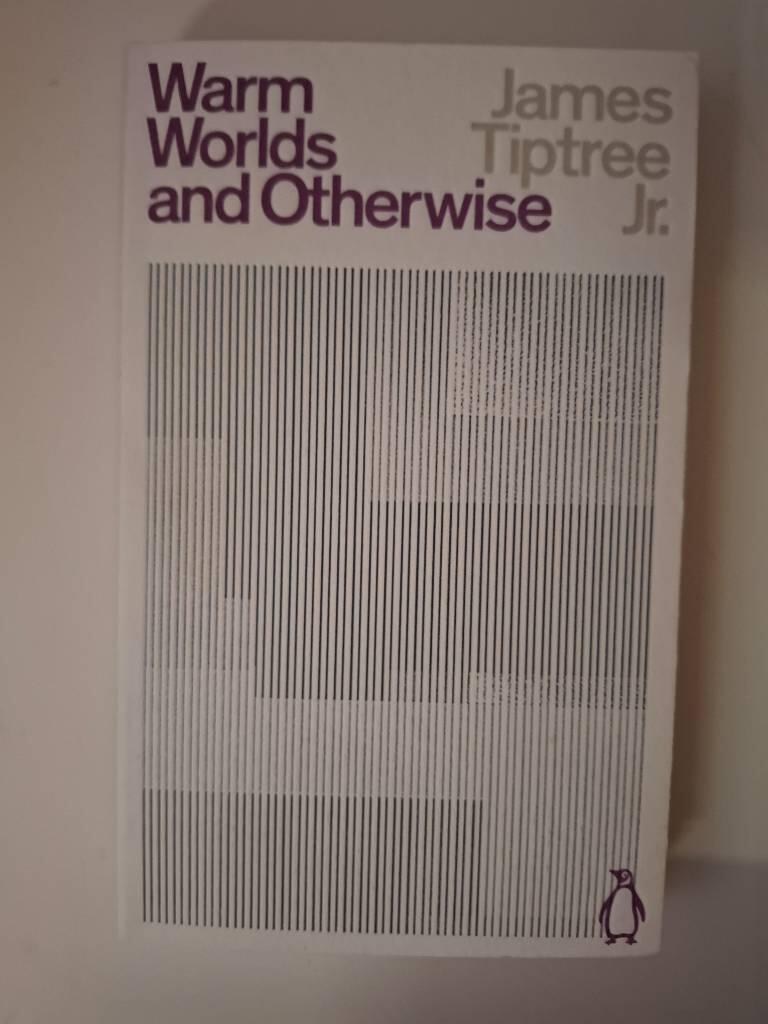 Warm
Worlds
and Otherwise
James
Tiptree
Jr.